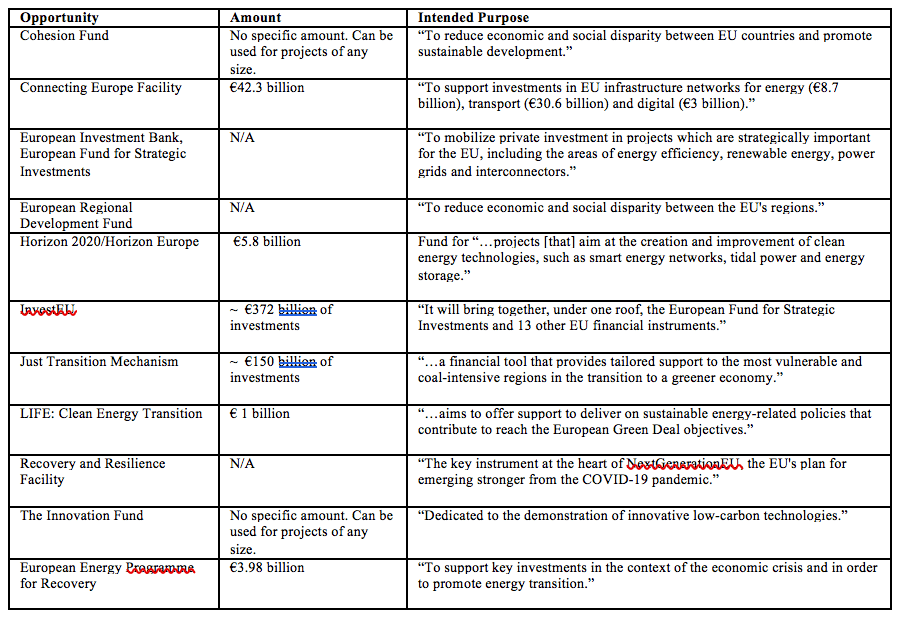 Opportunity Amount Intended Purpose
Cohesion Fund No specific amount. Can be “To reduce economic and social disparity between EU countries and promote
used for projects of any sustainable development.”
size.
Connecting Europe Facility €42.3 billion “To support investments in EU infrastructure networks for energy (€8.7
billion), transport (€30.6 billion) and digital (€3 billion).”
European Investment Bank, N/A “To mobilize private investment in projects which are strategically important
European Fund for Strategic for the EU, including the areas of energy efficiency, renewable energy, power
Investments grids and interconnectors.”
European Regional N/A “To reduce economic and social disparity between the EU's regions.”
Development Fund
Horizon 2020/Horizon Europe €5.8 billion Fund for “…projects [that] aim at the creation and improvement of clean
energy technologies, such as smart energy networks, tidal power and energy
storage.”
InvestEU ~ €372 billion of “It will bring together, under one roof, the European Fund for Strategic
investments Investments and 13 other EU financial instruments.”
Just Transition Mechanism ~ €150 billion of “…a financial tool that provides tailored support to the most vulnerable and
investments coal-intensive regions in the transition to a greener economy.”
LIFE: Clean Energy Transition € 1 billion “…aims to offer support to deliver on sustainable energy-related policies that
contribute to reach the European Green Deal objectives.”
Recovery and Resilience N/A “The key instrument at the heart of NextGenerationEU, the EU's plan for
Facility emerging stronger from the COVID-19 pandemic.”
The Innovation Fund No specific amount. Can be “Dedicated to the demonstration of innovative low-carbon technologies.”
used for projects of any
size.
European Energy Programme €3.98 billion “To support key investments in the context of the economic crisis and in order
for Recovery to promote energy transition.”